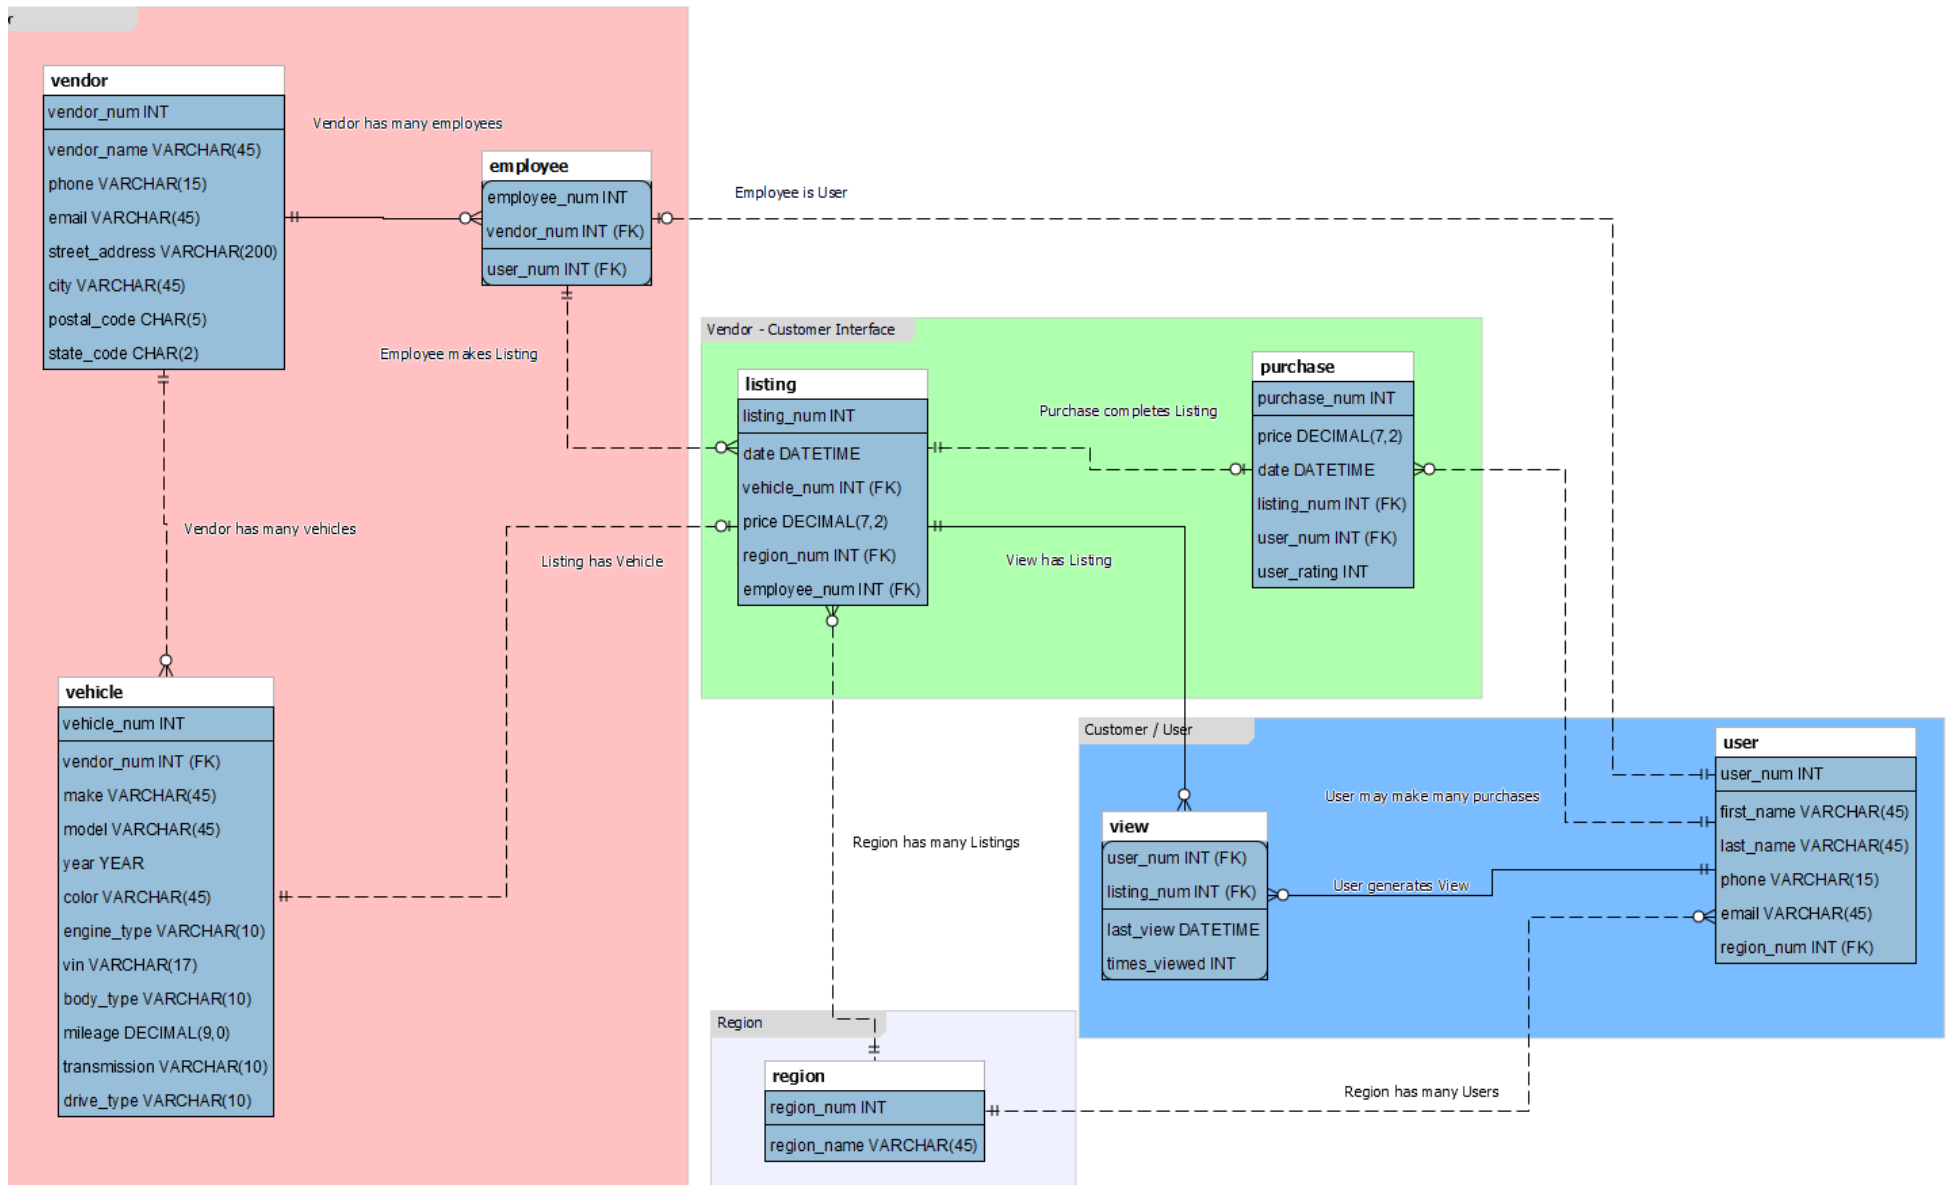 r
vendor
vendor_num INT
vendor_name VARCHAR(45)
phone VARCHAR(15)
email VARCHAR(45)
street_address VARCHAR(200)
city VARCHAR(45)
postal_code CHAR(5)
state_code CHAR(2)
Vendor has many employees
employee
employee_num INT
vendor_num INT (FK)
user_num INT (FK)
Employee is User
Employee makes Listing
Vendor has many vehicles
Listing has Vehicle
vehicle
vehicle_num INT
vendor_num INT (FK)
make VARCHAR(45)
model VARCHAR(45)
year YEAR
color VARCHAR(45)
engine_type VARCHAR(10)
vin VARCHAR(17)
body_type VARCHAR(10)
mileage DECIMAL(9,0)
transmission VARCHAR(10)
drive_type VARCHAR(10)
Vendor - Customer Interface
listing
listing_num INT
date DATETIME
vehicle_num INT (FK)
price DECIMAL(7,2)
region_num INT (FK)
employee_num INT (FK)
Purchase completes Listing
View has Listing
purchase
purchase_num INT
price DECIMAL(7,2)
date DATETIME
listing_num INT (FK)
user_num INT (FK)
user_rating INT
Customer / User
User may make many purchases
view
user_num INT (FK)
listing_num INT (FK)
last_view DATETIME
times_viewed INT
User generates View
user
user_num INT
first_name VARCHAR(45)
last_name VARCHAR(45)
phone VARCHAR(15)
email VARCHAR(45)
region_num INT (FK)
Region has many Listings
Region
region
region_num INT
region_name VARCHAR(45)
Region has many Users